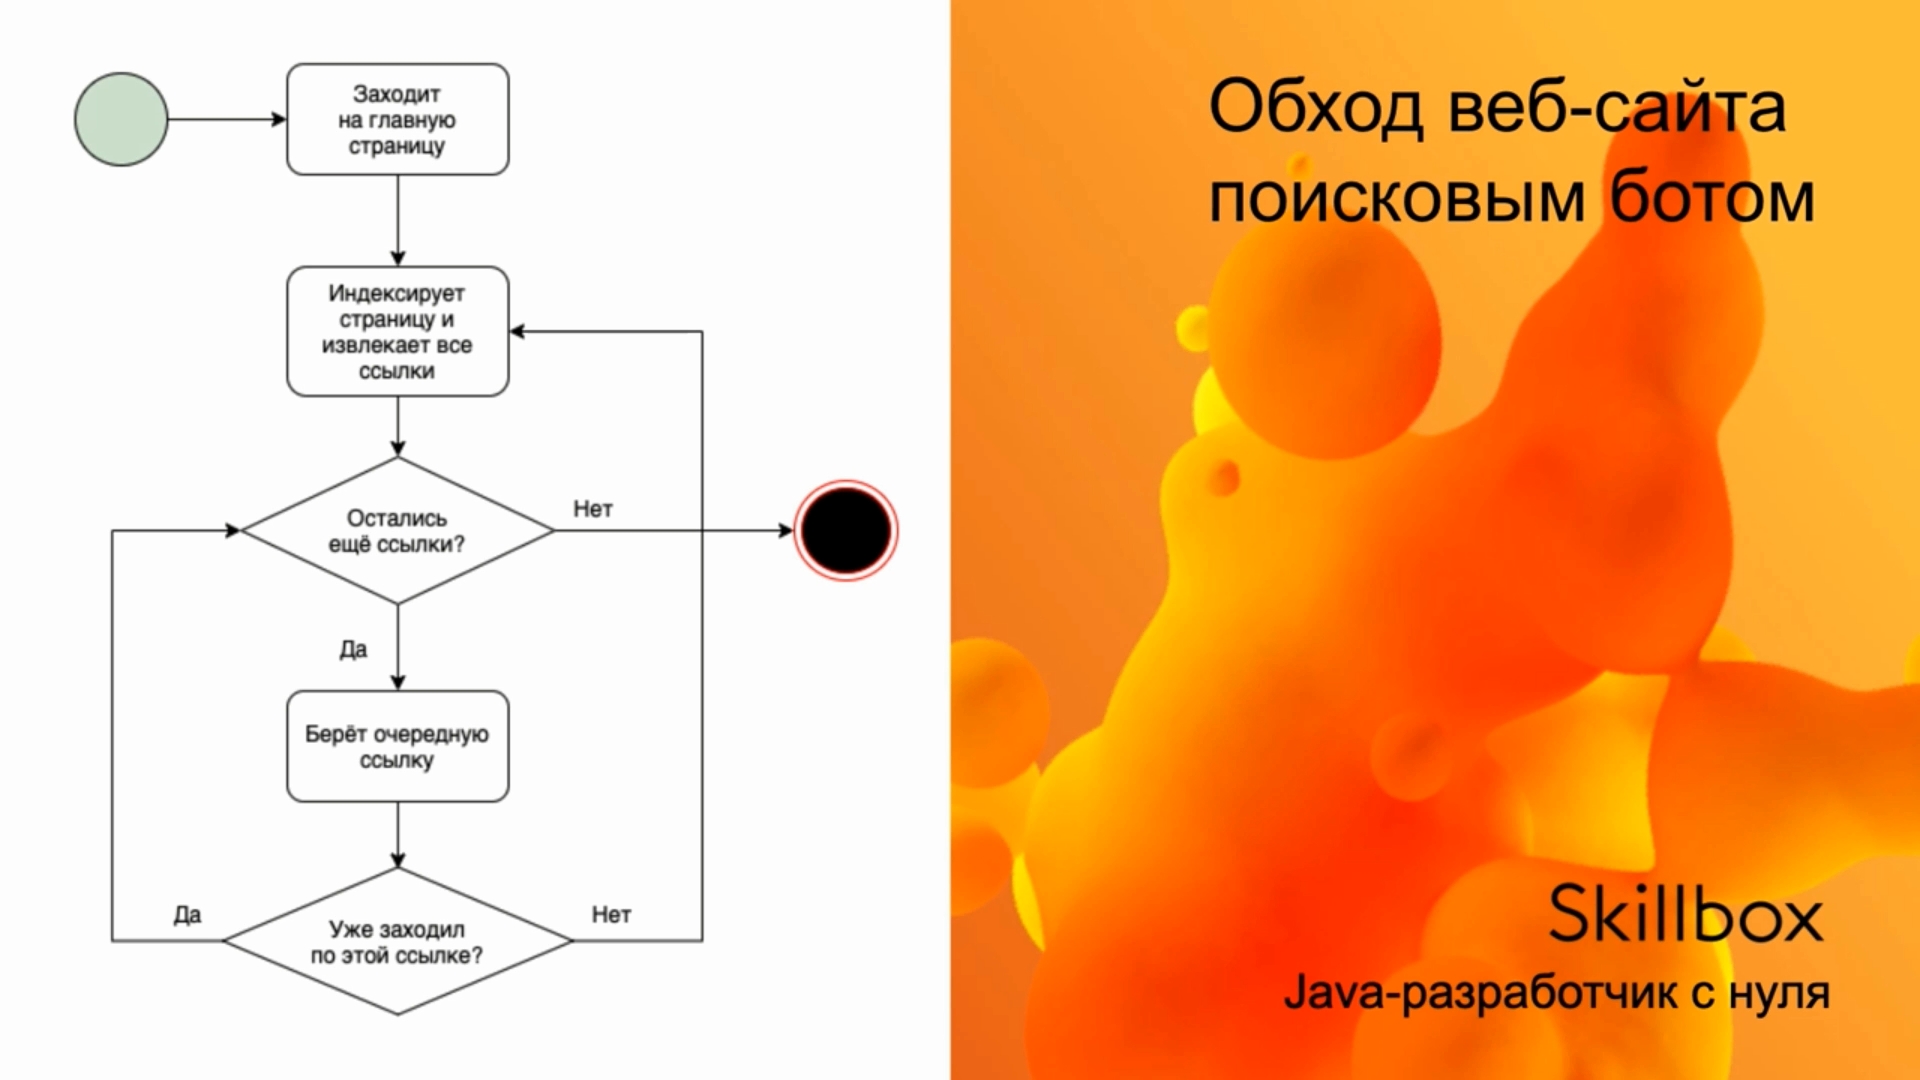 Заходит
на главную
страницу
Индексирует
страницу и
извлекает все
ссылки
Остались
ещё ссылки?
Нет
Да
Берёт очередную
ссылку
Да
Уже заходил
по этой ссылке?
Нет
Обход веб-сайта
поисковым ботом
Skillbox
Java-разработчик с нуля